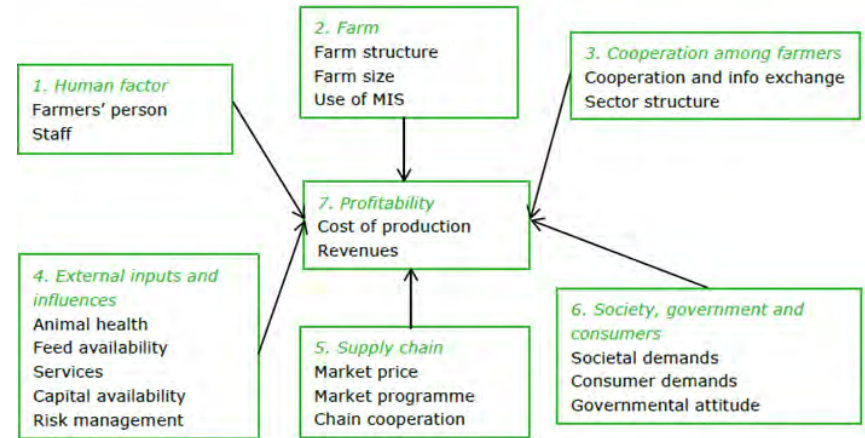 1. Human factor
Farmers' person
Staff
2. Farm
Farm structure
Farm size
Use of MIS
3. Cooperation among farmers
Cooperation and info exchange
Sector structure
7. Profitability
Cost of production
Revenues
4. External inputs and
influences
Animal health
Feed availability
Services
Capital availability
Risk management
5. Supply chain
Market price
Market programme
Chain cooperation
6. Society, government and
consumers
Societal demands
Consumer demands
Governmental attitude